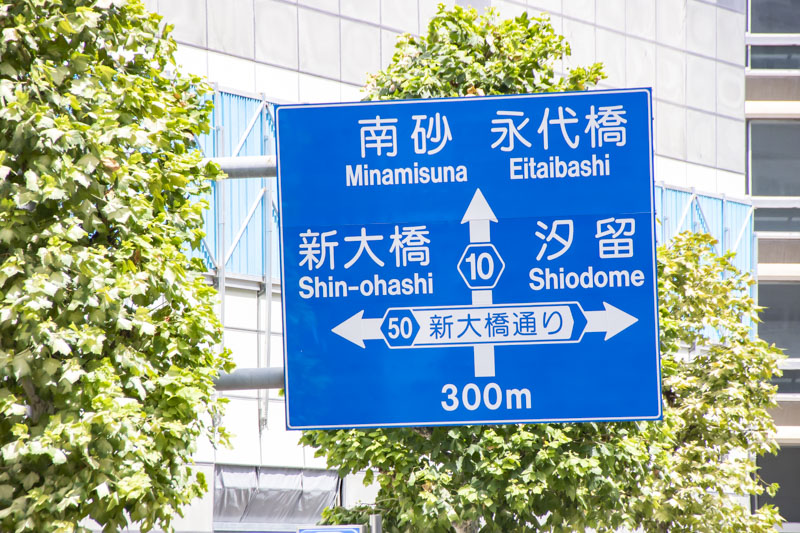 南砂 永代橋
Minamisuna Eitaibashi
新大橋 汐留
Shin-ohashi Shiodome
10
50 新大橋通り
300m